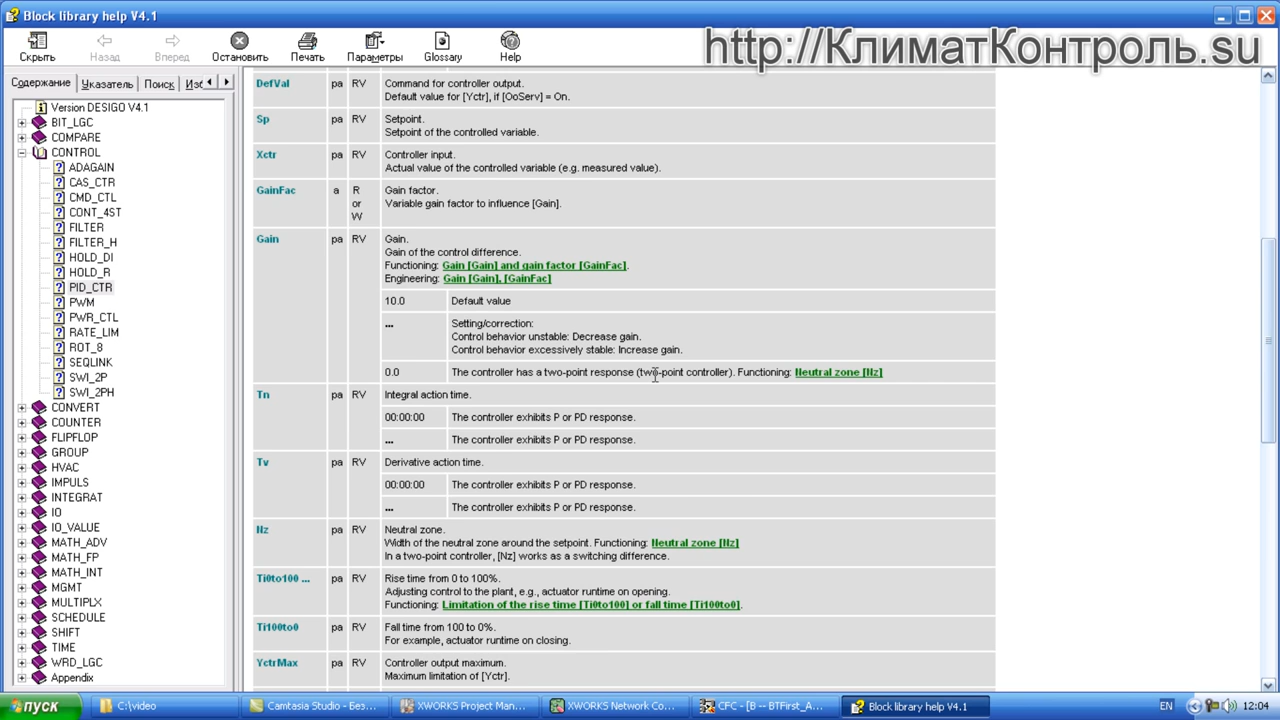 Block library help V4.1
http://КлиматКонтроль.su
Скрыть
Назад
Вперед
Остановить
Печать
Параметры
Glossary
Help
Содержание
Указатель
Поиск
Version DESIGO V4.1
BIT_LGC
COMPARE
CONTROL
ADAGAIN
CAS_CTR
CMD_CTL
CONT_4ST
FILTER
FILTER_H
HOLD_DI
HOLD_R
PID_CTR
PWM
PWR_CTL
RATE_LIM
ROT_8
SEQLINK
SWI_2P
SWI_2PH
CONVERT
COUNTER
FLIPFLOP
GROUP
HVAC
IMPULS
INTEGRAT
IO
IO_VALUE
MATH_ADV
MATH_FP
MATH_INT
MGMT
MULTIPLX
SCHEDULE
SHIFT
TIME
WRD_LGC
Appendix
DefVal pa RV Command for controller output.
Default value for [Yctr], if [OoServ] = On.
Sp pa RV Setpoint.
Setpoint of the controlled variable.
Xctr pa RV Controller input.
Actual value of the controlled variable (e.g. measured value).
GainFac a R Gain factor.
or Variable gain factor to influence [Gain].
W
Gain pa RV Gain.
Gain of the control difference.
Functioning: Gain [Gain] and gain factor [GainFac].
Engineering: Gain [Gain], [GainFac]
10.0 Default value
... Setting/correction:
Control behavior unstable: Decrease gain.
Control behavior excessively stable: Increase gain.
0.0 The controller has a two-point response (two-point controller). Functioning: Neutral zone [Nz]
Tn pa RV Integral action time.
00:00:00 The controller exhibits P or PD response.
... The controller exhibits P or PD response.
Tv pa RV Derivative action time.
00:00:00 The controller exhibits P or PD response.
... The controller exhibits P or PD response.
Nz pa RV Neutral zone.
Width of the neutral zone around the setpoint. Functioning: Neutral zone [Nz]
In a two-point controller, [Nz] works as a switching difference.
Ti0to100 ... pa RV Rise time from 0 to 100%.
Adjusting control to the plant, e.g., actuator runtime on opening.
Functioning: Limitation of the rise time [Ti0to100] or fall time [Ti100to0].
Ti100to0 pa RV Fall time from 100 to 0%.
For example, actuator runtime on closing.
YctrMax pa RV Controller output maximum.
Maximum limitation of [Yctr].
пуск
C:\video
Camtasia Studio - Без...
XWORKS Project Man...
XWORKS Network Co...
CFC - [B -- BTFirst_A...
Block library help V4.1
EN
12:04